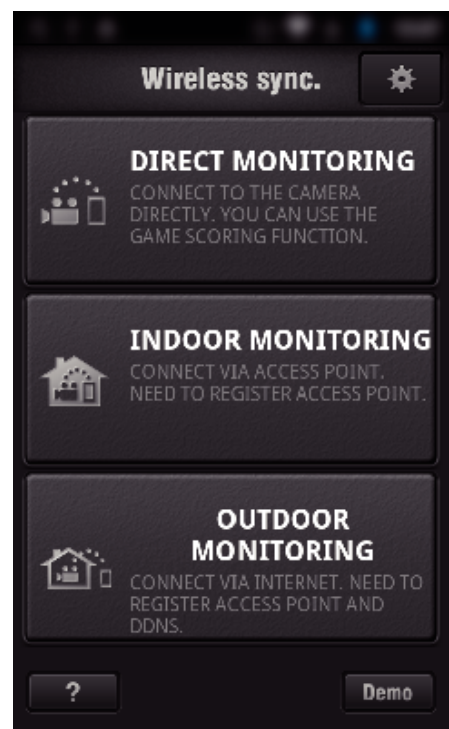 Wireless sync.
DIRECT MONITORING
CONNECT TO THE CAMERA
DIRECTLY. YOU CAN USE THE
GAME SCORING FUNCTION.
INDOOR MONITORING
CONNECT VIA ACCESS POINT.
NEED TO REGISTER ACCESS POINT.
OUTDOOR
MONITORING
CONNECT VIA INTERNET. NEED TO
REGISTER ACCESS POINT AND
DDNS.
? Demo